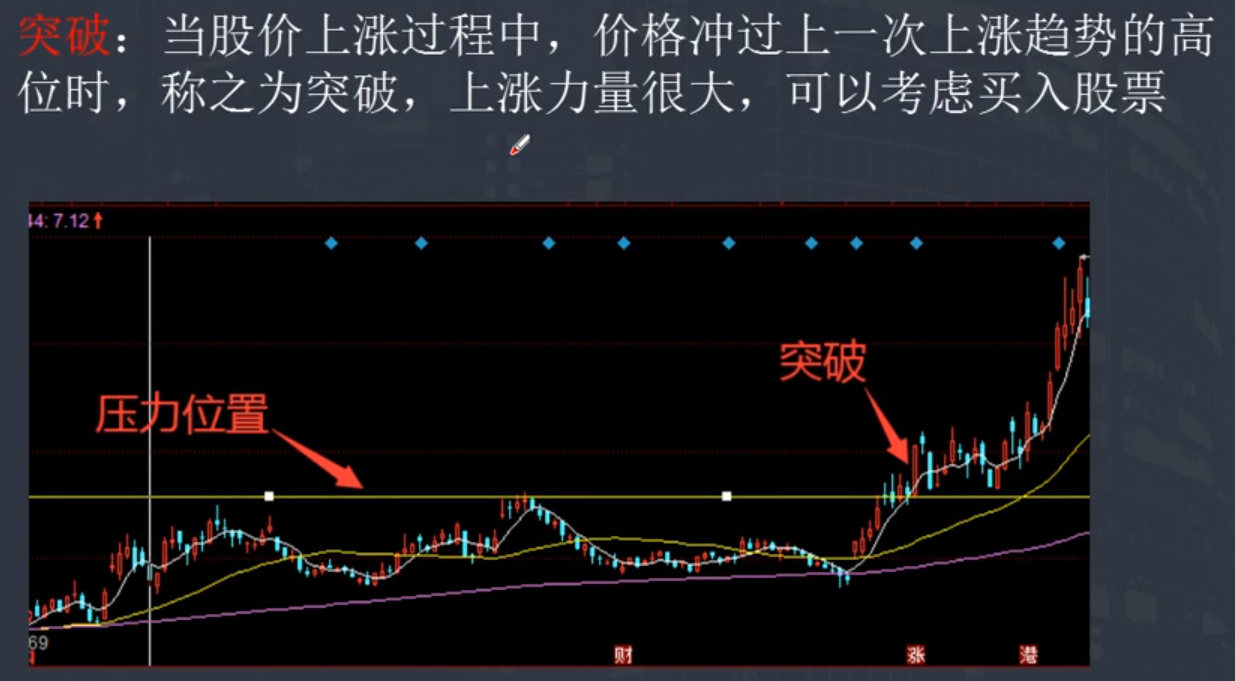 突破：当股价上涨过程中，价格冲过上一次上涨趋势的高
位时，称之为突破，上涨力量很大，可以考虑买入股票
44: 7.12↑
突破
压力位置
69
财
涨
港